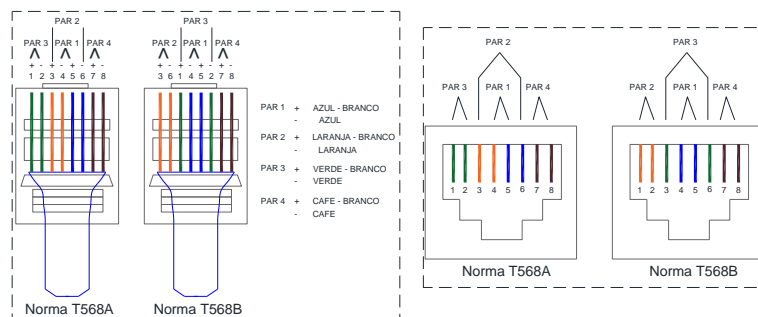 PAR 2
PAR 3 PAR 1 PAR 4
+ - + - + - + -
1 2 3 4 5 6 7 8
Norma T568A
PAR 3
PAR 2 PAR 1 PAR 4
+ - + + - - + -
3 6 1 4 5 2 7 8
Norma T568B
PAR 1 + AZUL - BRANCO
- AZUL
PAR 2 + LARANJA - BRANCO
- LARANJA
PAR 3 + VERDE - BRANCO
- VERDE
PAR 4 + CAFE - BRANCO
- CAFE
PAR 2
PAR 3 PAR 1 PAR 4
1 2 3 4 5 6 7 8
Norma T568A
PAR 3
PAR 2 PAR 1 PAR 4
1 2 3 4 5 6 7 8
Norma T568B